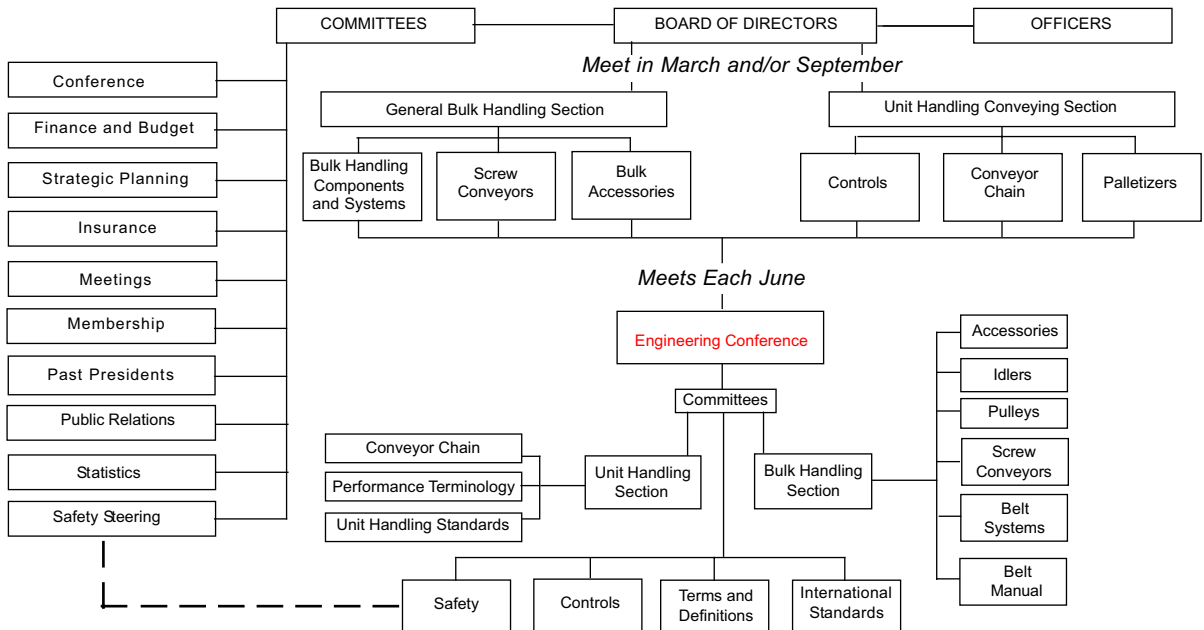 COMMITTEES
BOARD OF DIRECTORS
OFFICERS
Meet in March and/or September
Conference
Finance and Budget
Strategic Planning
Insurance
Meetings
Membership
Past Presidents
Public Relations
Statistics
Safety Steering
General Bulk Handling Section
Unit Handling Conveying Section
Bulk Handling
Components
and Systems
Screw
Conveyors
Bulk
Accessories
Controls
Conveyor
Chain
Palletizers
Meets Each June
Engineering Conference
Committees
Conveyor Chain
Performance Terminology
Unit Handling Standards
Unit Handling
Section
Bulk Handling
Section
Accessories
Idlers
Pulleys
Screw
Conveyors
Belt
Systems
Belt
Manual
Safety
Controls
Terms and
Definitions
International
Standards